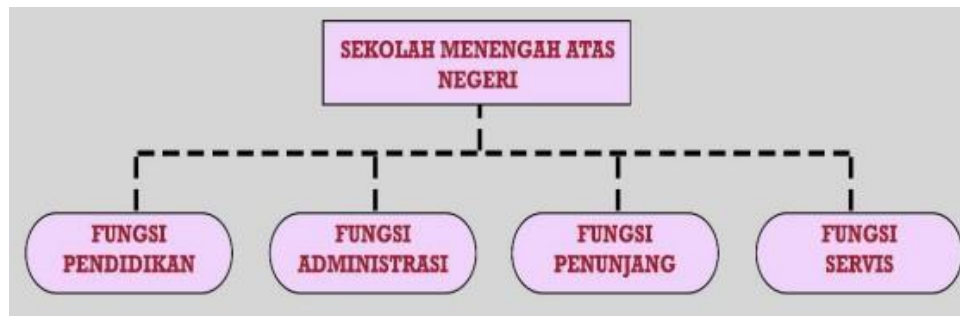 SEKOLAH MENENGAH ATAS
NEGERI
FUNGSI
PENDIDIKAN
FUNGSI
ADMINISTRASI
FUNGSI
PENUNJANG
FUNGSI
SERVIS